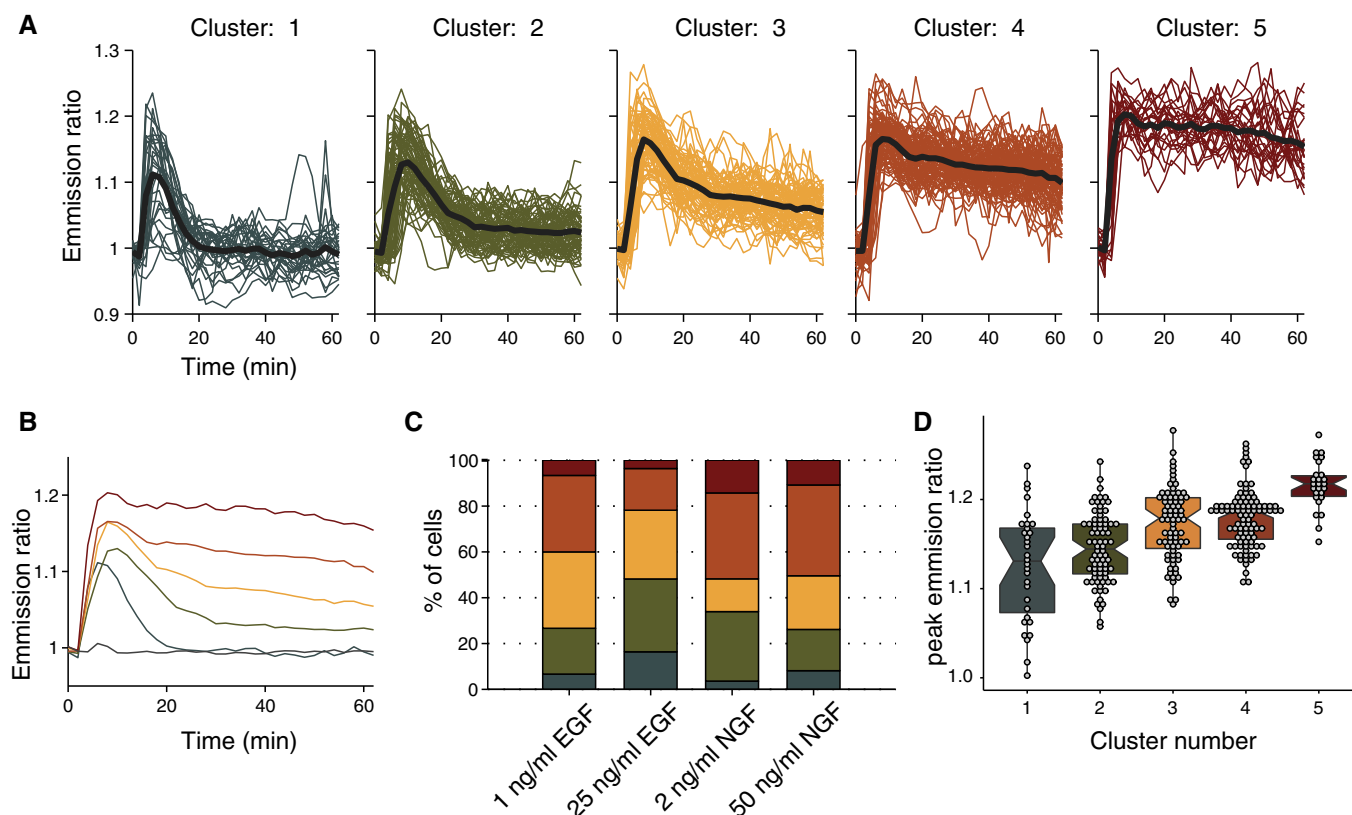 A
Cluster: 1
Cluster: 2
Cluster: 3
Cluster: 4
Cluster: 5
Emmission ratio
1.3
1.2
1.1
1
0.9
0 20 40 60
0 20 40 60
0 20 40 60
0 20 40 60
0 20 40 60
Time (min)
B
Emmission ratio
1.2
1.1
1
0 20 40 60
Time (min)
C
% of cells
100
80
60
40
20
0
1 ng/ml EGF
25 ng/ml EGF
2 ng/ml NGF
50 ng/ml NGF
D
peak emmision ratio
1.2
1.1
1.0
1 2 3 4 5
Cluster number